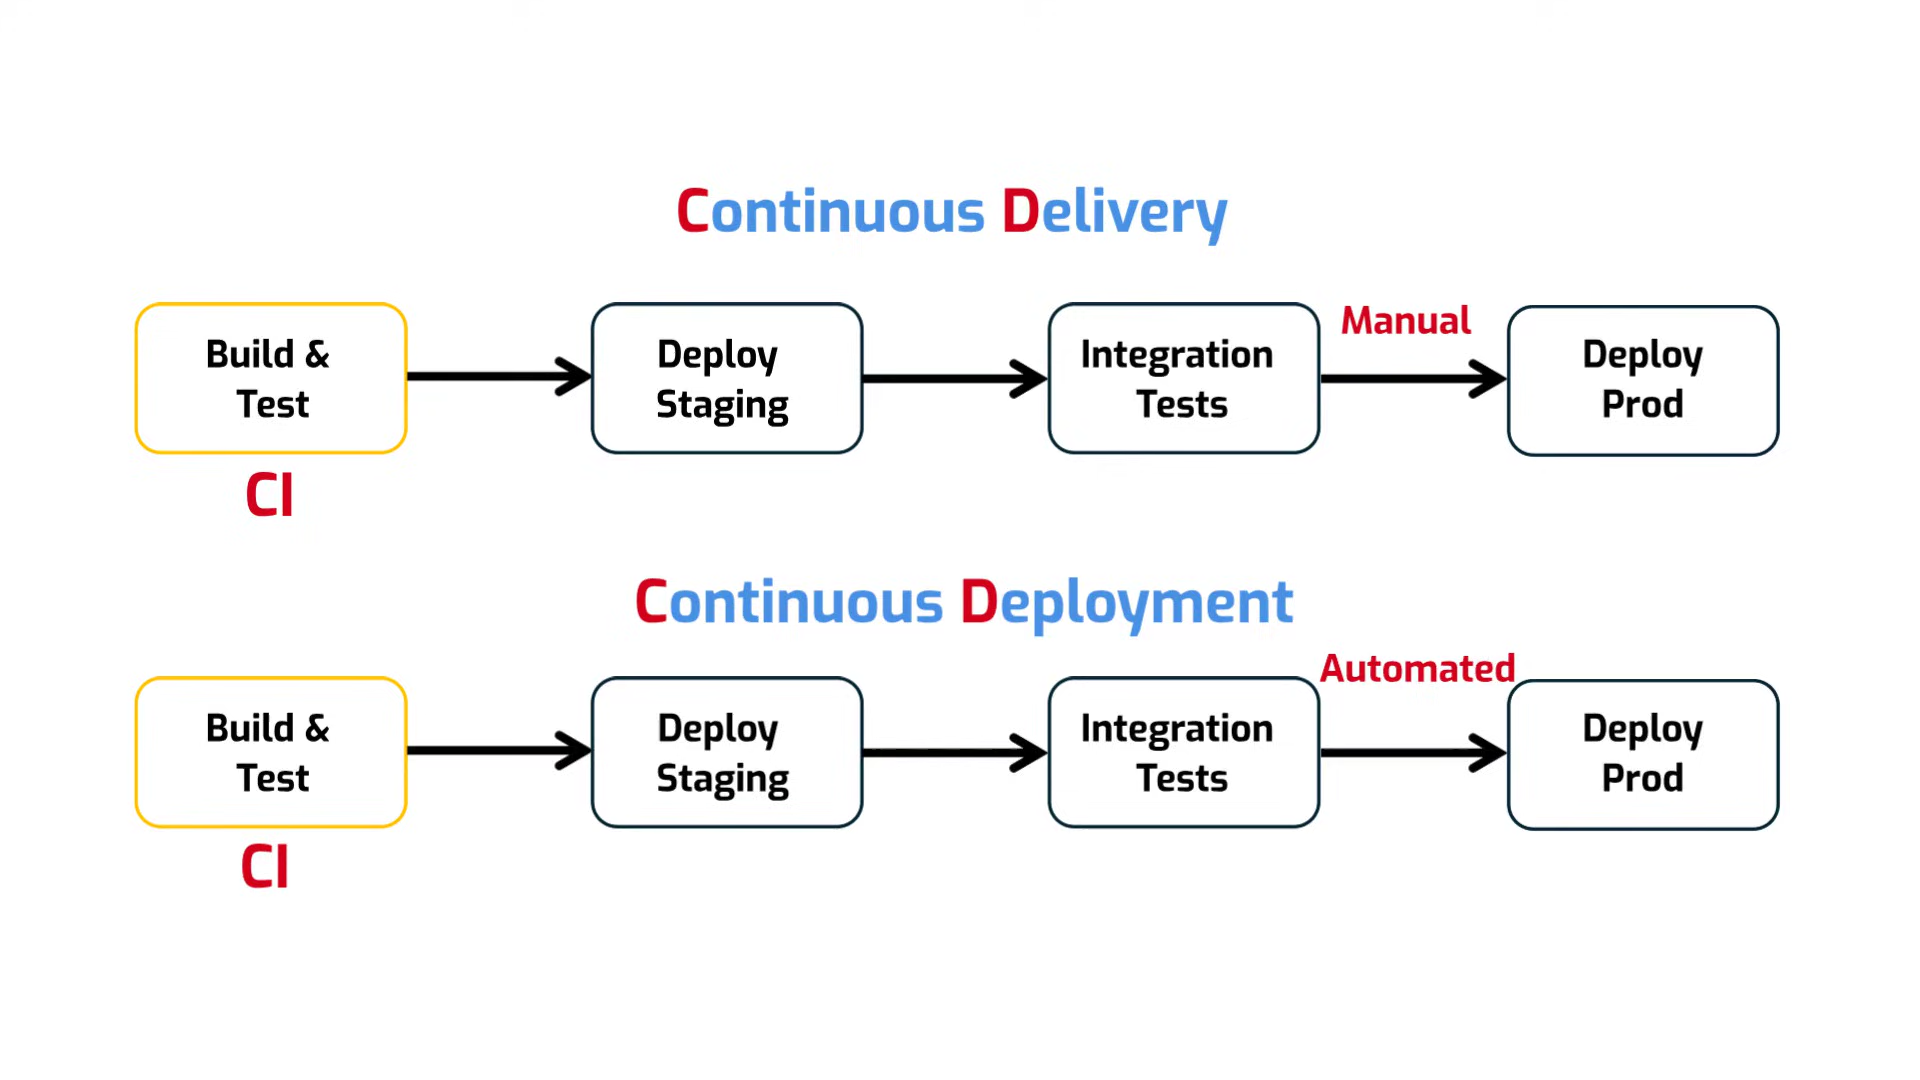 Continuous Delivery
Build &
Test
Deploy
Staging
Integration
Tests
Manual
Deploy
Prod
CI
Continuous Deployment
Build &
Test
Deploy
Staging
Integration
Tests
Automated
Deploy
Prod
CI